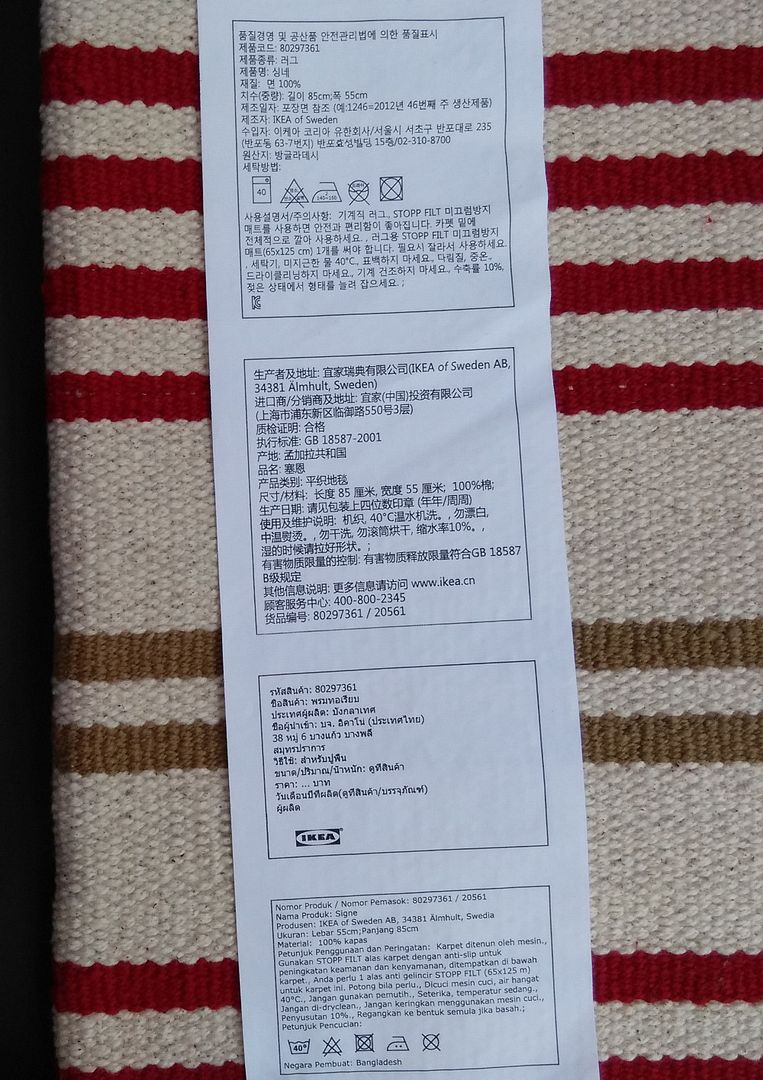 품질경영 및 공산품 안전관리법에 의한 품질표시
제품코드: 80297361
제품종류: 러그
제품명: 싱네
재질: 면 100%
치수(중량): 길이 85cm;폭 55cm
제조일자: 포장면 참조 (예:1246=2012년 46번째 주 생산제품)
제조자: IKEA of Sweden
수입자: 이케아 코리아 유한회사/서울시 서초구 반포대로 235
(반포동 63-7번지) 반포효성빌딩 15층/02-310-8700
원산지: 방글라데시
세탁방법:
40
140~160
사용설명서/주의사항: 기계직 러그., STOPP FILT 미끄럼방지
매트를 사용하면 안전과 편리함이 좋아집니다. 카펫 밑에
전체적으로 깔아 사용하세요. , 러그용 STOPP FILT 미끄럼방지
매트(65x125 cm) 1개를 써야 합니다. 필요시 잘라서 사용하세요.
, 세탁기, 미지근한 물 40°C., 표백하지 마세요., 다림질, 중온.,
드라이클리닝하지 마세요., 기계 건조하지 마세요., 수축률 10%.,
젖은 상태에서 형태를 늘려 잡으세요. ;
生产者及地址: 宜家瑞典有限公司(IKEA of Sweden AB,
34381 Älmhult, Sweden)
进口商/分销商及地址: 宜家(中国)投资有限公司
(上海市浦东新区临御路550号3层)
质检证明: 合格
执行标准: GB 18587-2001
产地: 孟加拉共和国
品名: 塞恩
产品类别: 平织地毯
尺寸/材料: 长度 85 厘米, 宽度 55 厘米; 100%棉;
生产日期: 请见包装上四位数印章 (年年/周周)
使用及维护说明: 机织, 40°C温水机洗。, 勿漂白,
中温熨烫。, 勿干洗, 勿滚筒烘干, 缩水率10%。,
湿的时候请拉好形状。;
有害物质限量的控制: 有害物质释放限量符合GB 18587
B级规定
其他信息说明: 更多信息请访问 www.ikea.cn
顾客服务中心: 400-800-2345
货品编号: 80297361 / 20561
รหัสสินค้า: 80297361
ชื่อสินค้า: พรมทอเรียบ
ประเทศผู้ผลิต: บังกลาเทศ
ชื่อผู้นำเข้า: บจ. อิคาโน่ (ประเทศไทย)
38 หมู่ 6 บางแก้ว บางพลี
สมุทรปราการ
วิธีใช้: สำหรับปูพื้น
ขนาด/ปริมาณ/น้ำหนัก: ดูที่สินค้า
ราคา: ... บาท
วันเดือนปีที่ผลิต(ดูที่สินค้า/บรรจุภัณฑ์)
ผู้ผลิต
IKEA
Nomor Produk / Nomor Pemasok: 80297361 / 20561
Nama Produk: Signe
Produsen: IKEA of Sweden AB, 34381 Älmhult, Swedia
Ukuran: Lebar 55cm;Panjang 85cm
Material: 100% kapas
Petunjuk Penggunaan dan Peringatan: Karpet ditenun oleh mesin.,
Gunakan STOPP FILT alas karpet dengan anti-slip untuk
peningkatan keamanan dan kenyamanan, ditempatkan di bawah
karpet., Anda perlu 1 alas anti gelincir STOPP FILT (65x125 m)
untuk karpet ini. Potong bila perlu., Dicuci mesin cuci, air hangat
40°C., Jangan gunakan pemutih., Seterika, temperatur sedang.,
Jangan di-dryclean., Jangan keringkan menggunakan mesin cuci.,
Penyusutan 10%., Regangkan ke bentuk semula jika basah.;
Petunjuk Pencucian:
40°
Negara Pembuat: Bangladesh